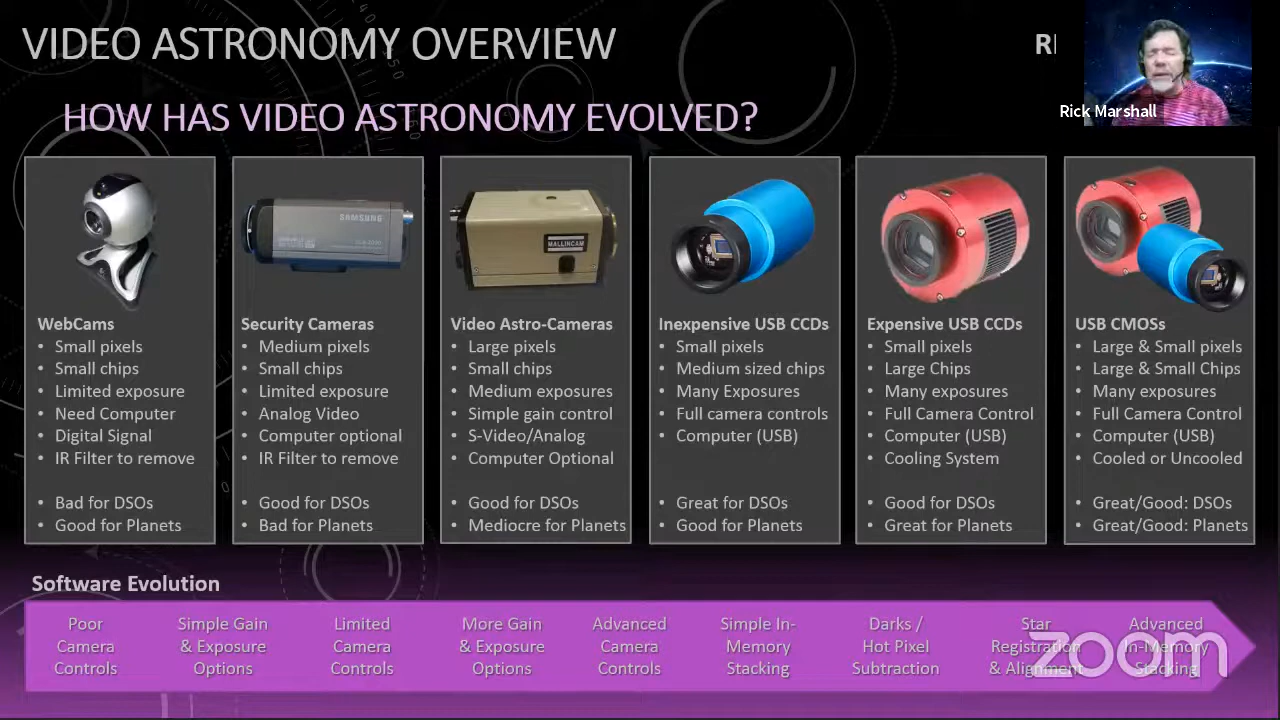 VIDEO ASTRONOMY OVERVIEW
Rick Marshall
HOW HAS VIDEO ASTRONOMY EVOLVED?
SAMSUNG
MALLINCAM
WebCams
• Small pixels
• Small chips
• Limited exposure
• Need Computer
• Digital Signal
• IR Filter to remove
• Bad for DSOs
• Good for Planets
Security Cameras
• Medium pixels
• Small chips
• Limited exposure
• Analog Video
• Computer optional
• IR Filter to remove
• Good for DSOs
• Bad for Planets
Video Astro-Cameras
• Large pixels
• Small chips
• Medium exposures
• Simple gain control
• S-Video/Analog
• Computer Optional
• Good for DSOs
• Mediocre for Planets
Inexpensive USB CCDs
• Small pixels
• Medium sized chips
• Many Exposures
• Full camera controls
• Computer (USB)
• Great for DSOs
• Good for Planets
Expensive USB CCDs
• Small pixels
• Large Chips
• Many exposures
• Full Camera Control
• Computer (USB)
• Cooling System
• Good for DSOs
• Great for Planets
USB CMOSs
• Large & Small pixels
• Large & Small Chips
• Many exposures
• Full Camera Control
• Computer (USB)
• Cooled or Uncooled
• Great/Good: DSOs
• Great/Good: Planets
Software Evolution
Poor
Camera
Controls
Simple Gain
& Exposure
Options
Limited
Camera
Controls
More Gain
& Exposure
Options
Advanced
Camera
Controls
Simple In-
Memory
Stacking
Darks /
Hot Pixel
Subtraction
Star
Registration
& Alignment
Advanced
In-Memory
Stacking
zoom